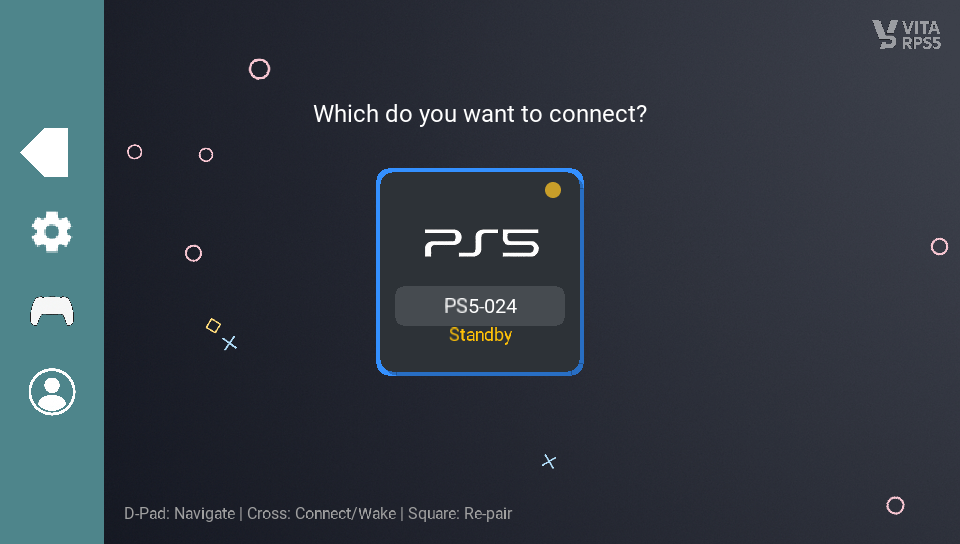 VITA
RPS5
Which do you want to connect?
PS5
PS5-024
Standby
D-Pad: Navigate | Cross: Connect/Wake | Square: Re-pair